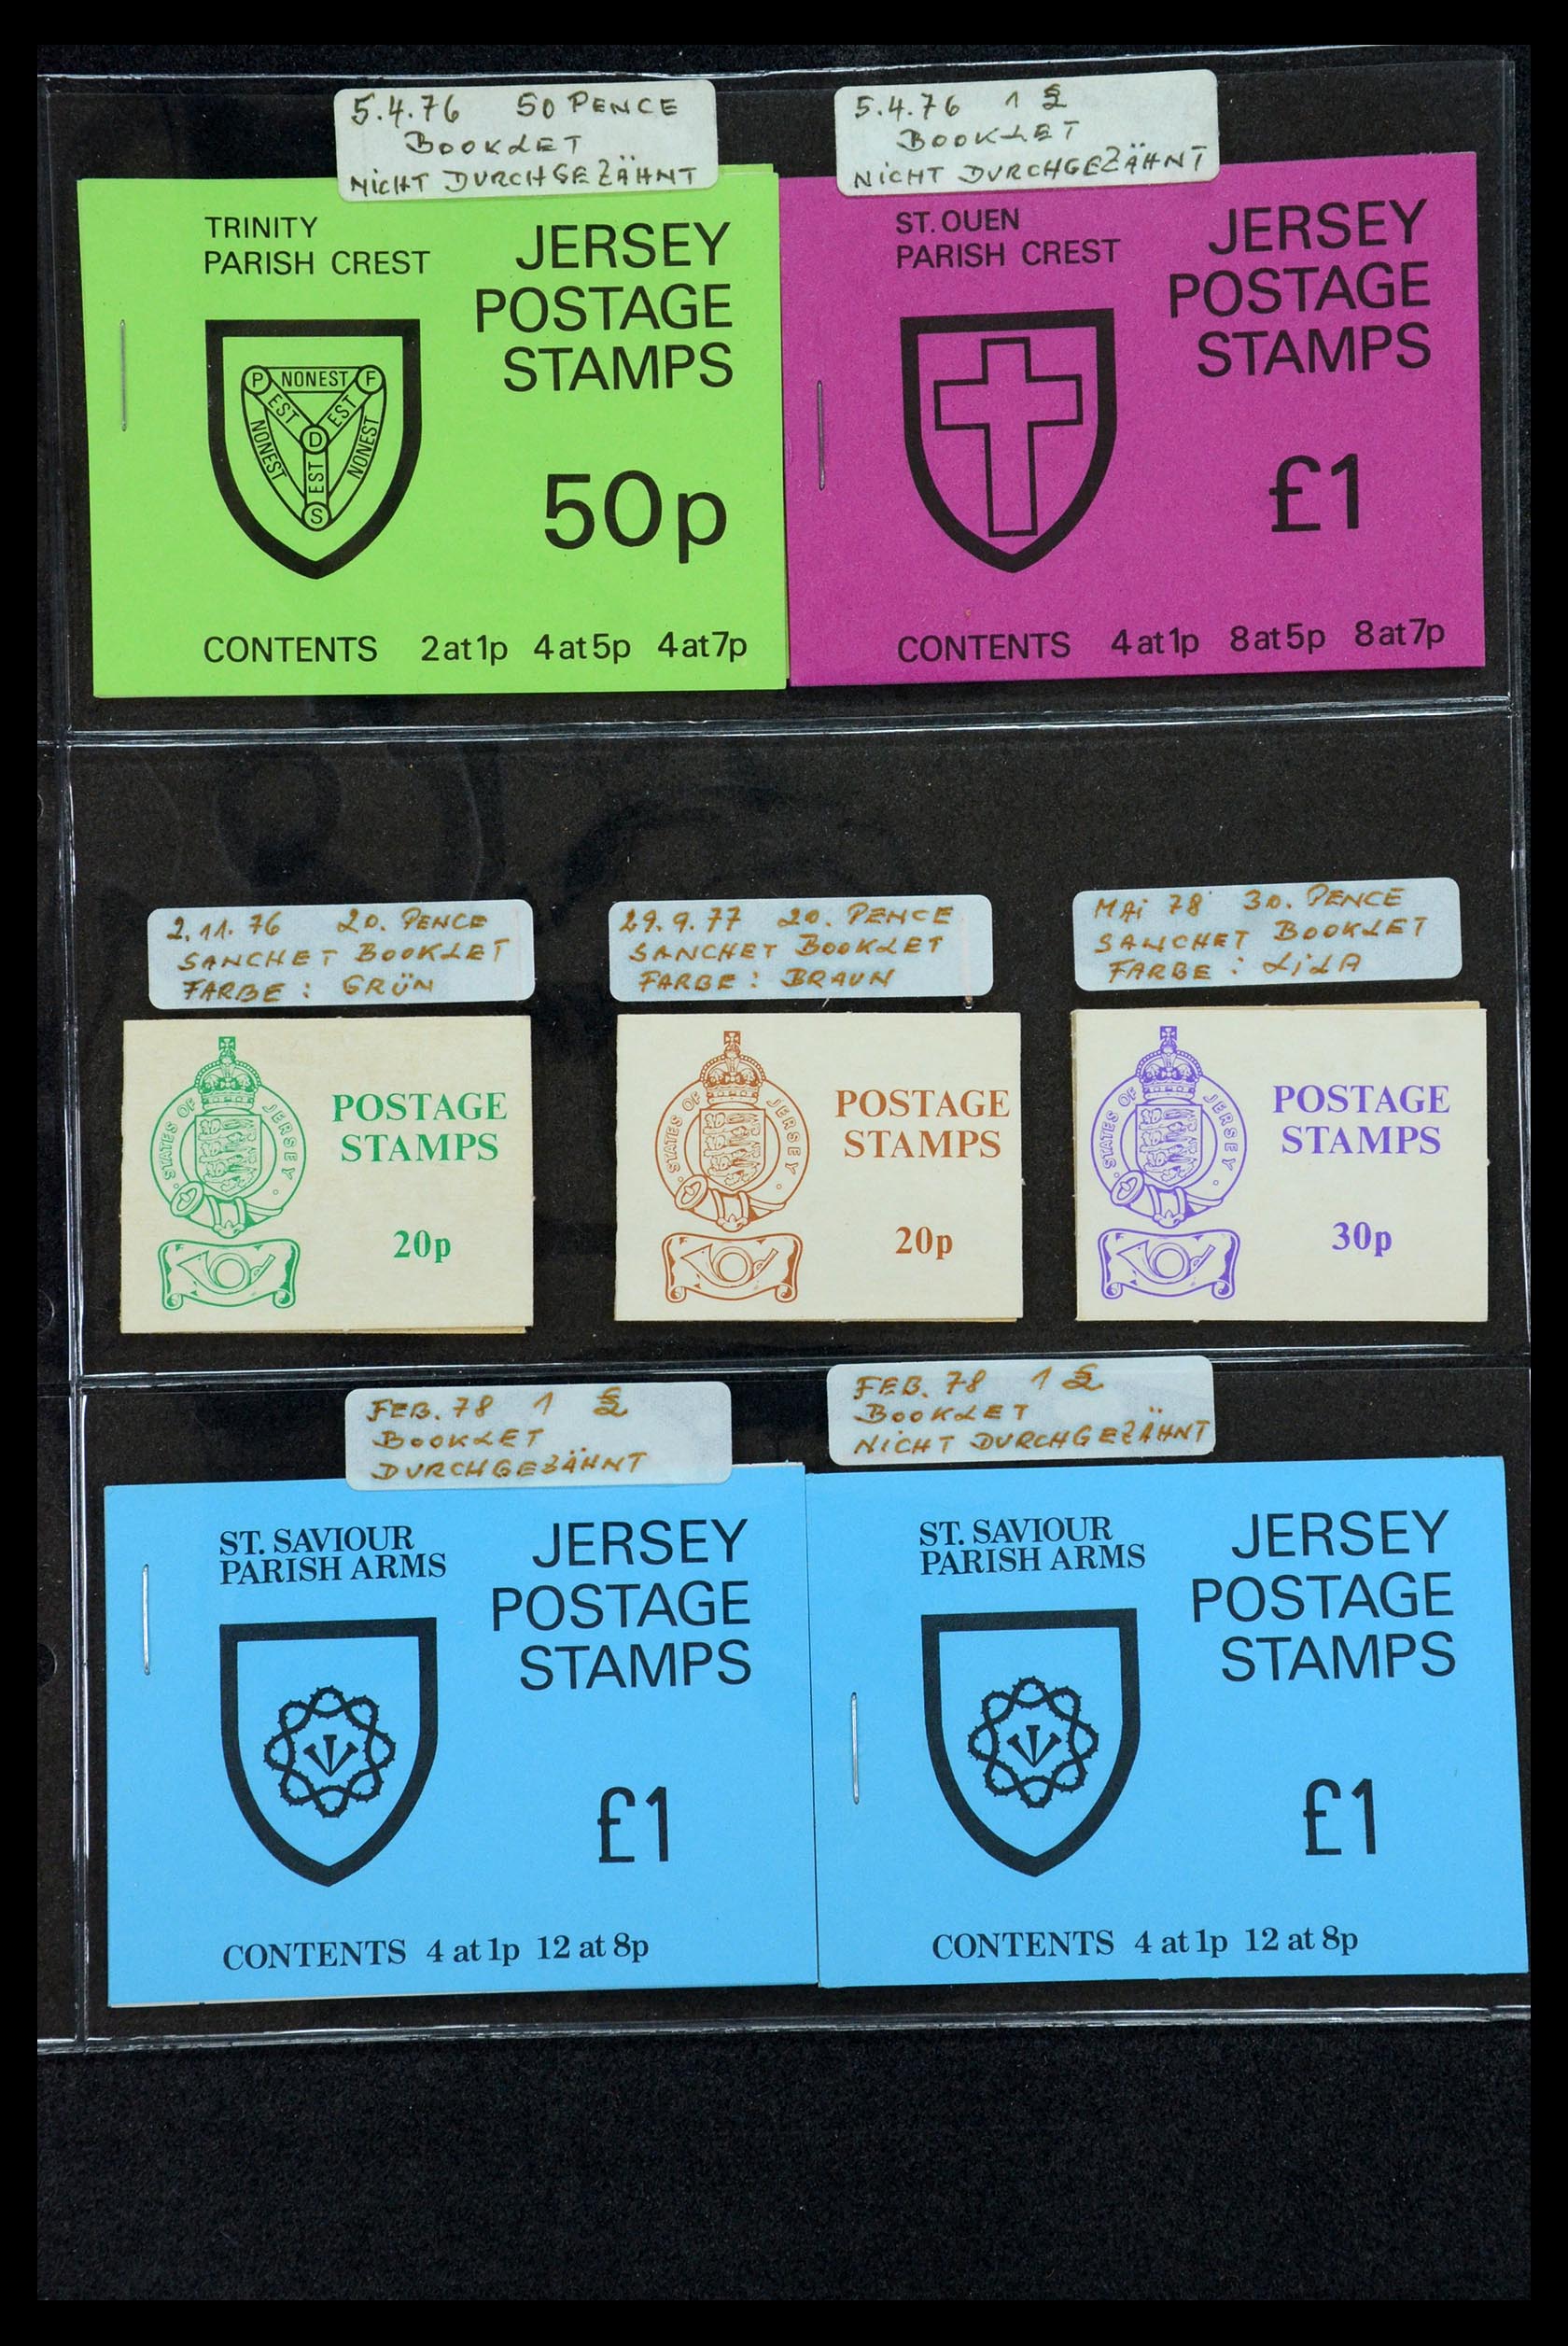 5.4.76 50 PENCE
BOOKLET
NICHT DURCHGEZÄHNT
TRINITY
PARISH CREST
JERSEY
POSTAGE
STAMPS
P NONEST F
EST EST
NONEST D NONEST
EST
S
50p
CONTENTS 2 at 1p 4 at 5p 4 at 7p
5.4.76 1 £
BOOKLET
NICHT DURCHGEZÄHNT
ST. OUEN
PARISH CREST
JERSEY
POSTAGE
STAMPS
£1
CONTENTS 4 at 1p 8 at 5p 8 at 7p
2.11.76 20. PENCE
SANCHET BOOKLET
FARBE: GRÜN
STATES OF JERSEY
POSTAGE
STAMPS
20p
29.9.77 20. PENCE
SANCHET BOOKLET
FARBE: BRAUN
STATES OF JERSEY
POSTAGE
STAMPS
20p
MAi 78 30. PENCE
SANCHET BOOKLET
FARBE: LiLA
STATES OF JERSEY
POSTAGE
STAMPS
30p
FEB. 78 1 £
BOOKLET
DURCHGEZÄHNT
ST. SAVIOUR
PARISH ARMS
JERSEY
POSTAGE
STAMPS
£1
CONTENTS 4 at 1p 12 at 8p
FEB. 78 1 £
BOOKLET
NICHT DURCHGEZÄHNT
ST. SAVIOUR
PARISH ARMS
JERSEY
POSTAGE
STAMPS
£1
CONTENTS 4 at 1p 12 at 8p